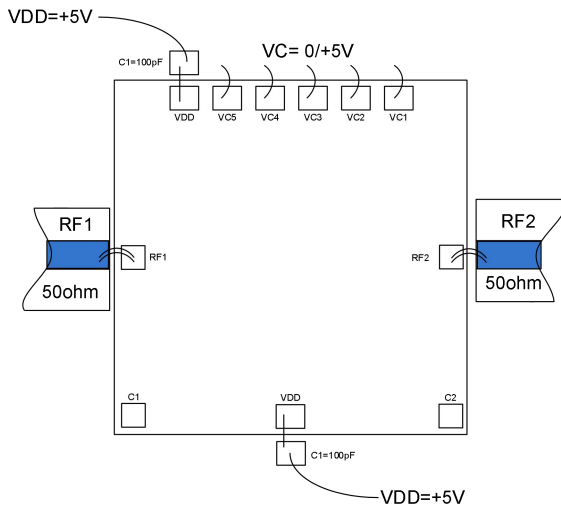 VDD=+5V
VC= 0/+5V
C1=100pF
VDD
VC5
VC4
VC3
VC2
VC1
RF1
RF2
RF1
RF2
50ohm
50ohm
C1
VDD
C2
C1=100pF
VDD=+5V